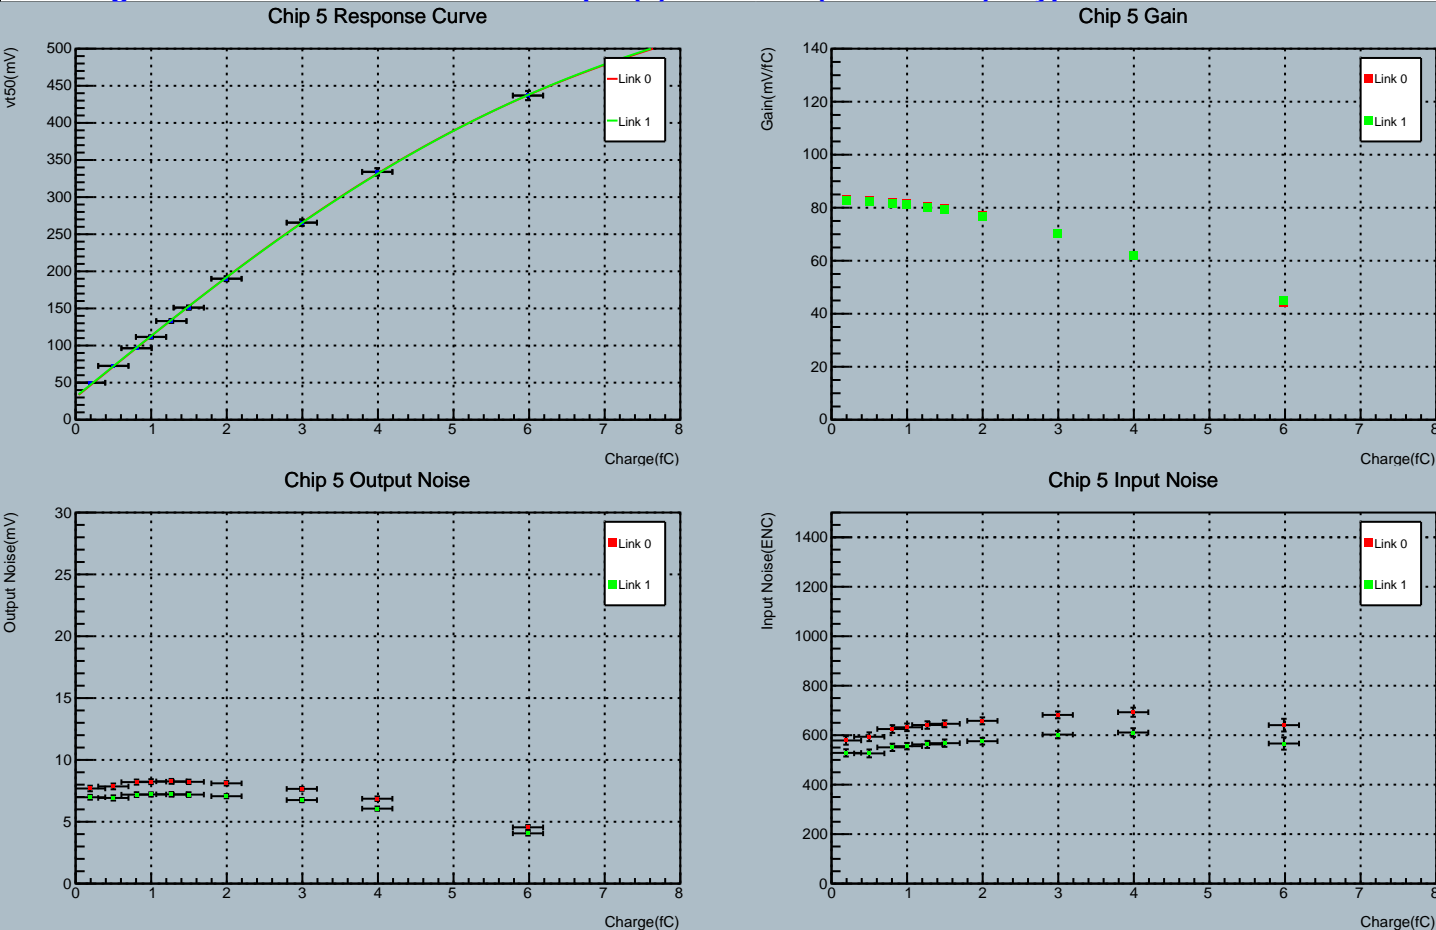 Chip 5 Response Curve
vt50(mV)
500
450
400
350
300
250
200
150
100
50
0
0 1 2 3 4 5 6 7 8
Charge(fC)
Link 0
Link 1
Chip 5 Gain
Gain(mV/fC)
140
120
100
80
60
40
20
0
0 1 2 3 4 5 6 7 8
Charge(fC)
Link 0
Link 1
Chip 5 Output Noise
Output Noise(mV)
30
25
20
15
10
5
0
0 1 2 3 4 5 6 7 8
Charge(fC)
Link 0
Link 1
Chip 5 Input Noise
Input Noise(ENC)
1400
1200
1000
800
600
400
200
0
0 1 2 3 4 5 6 7 8
Charge(fC)
Link 0
Link 1